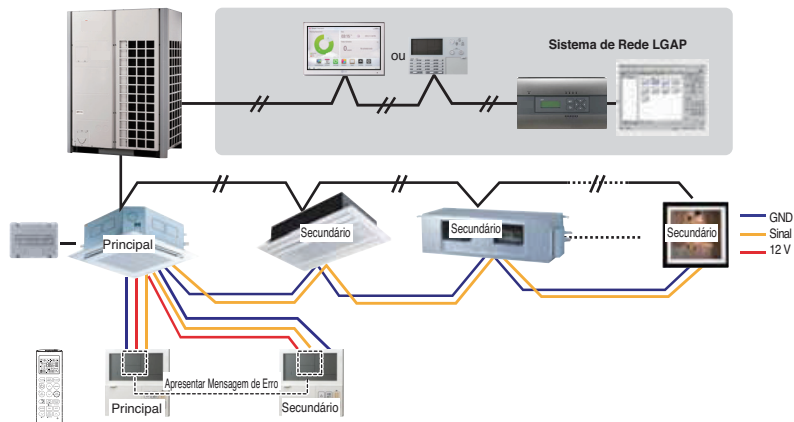 ou
Sistema de Rede LGAP
Principal
Secundário
Secundário
Secundário
GND
Sinal
12 V
Apresentar Mensagem de Erro
Principal
Secundário